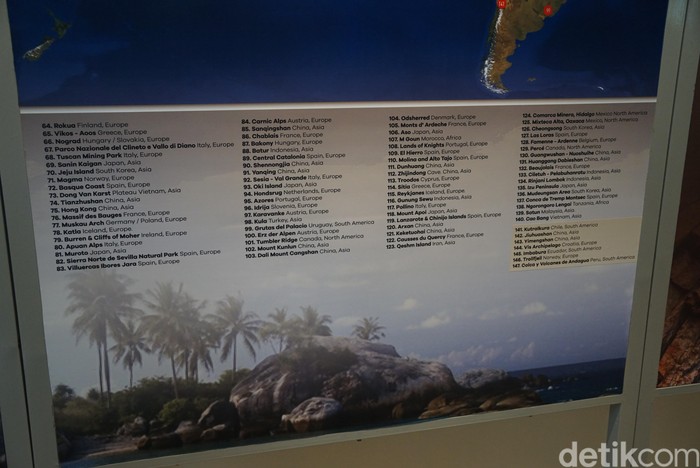 64. Rokua Finland, Europe
65. Vikos - Aoos Greece, Europe
66. Nograd Hungary / Slovakia, Europe
67. Parco Nazionale del Cilento e Vallo di Diano Italy, Europe
68. Tuscan Mining Park Italy, Europe
69. Sanin Kaigan Japan, Asia
70. Jeju Island South Korea, Asia
71. Magma Norway, Europe
72. Basque Coast Spain, Europe
73. Dong Van Karst Plateau Vietnam, Asia
74. Tianzhushan China, Asia
75. Hong Kong China, Asia
76. Massif des Bauges France, Europe
77. Muskau Arch Germany / Poland, Europe
78. Katla Iceland, Europe
79. Burren & Cliffs of Moher Ireland, Europe
80. Apuan Alps Italy, Europe
81. Muroto Japan, Asia
82. Sierra Norte de Sevilla Natural Park Spain, Europe
83. Villuercas Ibores Jara Spain, Europe
84. Carnic Alps Austria, Europe
85. Sanqingshan China, Asia
86. Chablais France, Europe
87. Bakony Hungary, Europe
88. Batur Indonesia, Asia
89. Central Catalonia Spain, Europe
90. Shennongjia China, Asia
91. Yanqing China, Asia
92. Sesia - Val Grande Italy, Europe
93. Oki Island Japan, Asia
94. Hondsrug Netherlands, Europe
95. Azores Portugal, Europe
96. Idrija Slovenia, Europe
97. Karavanke Austria, Europe
98. Kula Turkey, Asia
99. Grutas del Palacio Uruguay, South America
100. Erz der Alpen Austria, Europe
101. Tumbler Ridge Canada, North America
102. Mount Kunlun China, Asia
103. Dali Mount Cangshan China, Asia
104. Odsherred Denmark, Europe
105. Monts d' Ardeche France, Europe
106. Aso Japan, Asia
107. M Goun Morocco, Africa
108. Lands of Knights Portugal, Europe
109. El Hierro Spain, Europe
110. Molina and Alto Tajo Spain, Europe
111. Dunhuang China, Asia
112. Zhijindong Cave China, Asia
113. Troodos Cyprus, Europe
114. Sitia Greece, Europe
115. Reykjanes Iceland, Europe
116. Gunung Sewu Indonesia, Asia
117. Pollino Italy, Europe
118. Mount Apoi Japan, Asia
119. Lanzarote & Chinijo Islands Spain, Europe
120. Arxan China, Asia
121. Keketuohai China, Asia
122. Causses du Quercy France, Europe
123. Qeshm Island Iran, Asia
124. Comarca Minera, Hidalgo Mexico North America
125. Mixteca Alta, Oaxaca Mexico, North America
126. Cheongsong South Korea, Asia
127. Las Loras Spain, Europe
128. Famenne - Ardenne Belgium, Europe
129. Percé Canada, North America
130. Guangwushan - Nuoshuihe China, Asia
131. Huanggang Dabieshan China, Asia
132. Beaujolais France, Europe
133. Ciletuh - Palabuhanratu Indonesia, Asia
134. Rinjani Lombok Indonesia, Asia
135. Izu Peninsula Japan, Asia
136. Mudeungsan Area South Korea, Asia
137. Conca de Tremp Montsec Spain, Europe
138. Ngorongoro Lengai Tanzania, Africa
139. Satun Malaysia, Asia
140. Cao Bang Vietnam, Asia
141. Kutralkura Chile, South America
142. Jiuhuashan China, Asia
143. Yimengshan China, Asia
144. Vis Archipelago Croatia, Europe
145. Imbabura Ecuador, South America
146. Trollfjell Norway, Europe
147. Colca y Volcanes de Andagua Peru, South America
detikcom